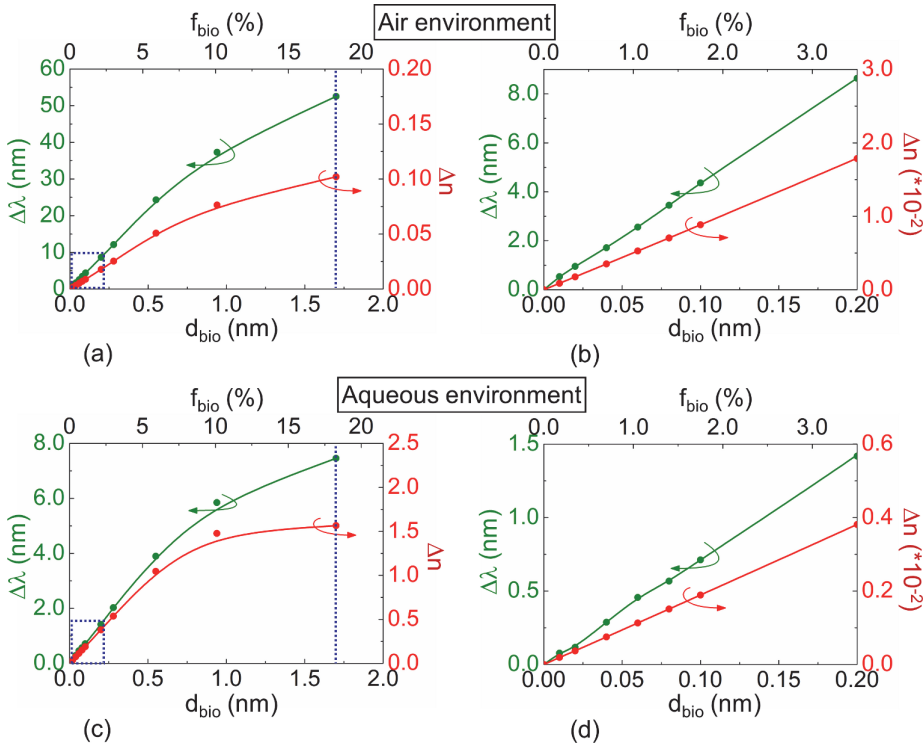 Air environment
f_bio (%)
0 5 10 15 20
60 50 40 30 20 10 0
Δλ (nm)
0.20 0.15 0.10 0.05 0.00
Δn
0.0 0.5 1.0 1.5 2.0
d_bio (nm)
(a)
f_bio (%)
0.0 1.0 2.0 3.0
8.0 6.0 4.0 2.0 0.0
Δλ (nm)
3.0 2.0 1.0 0.0
Δn (*10⁻²)
0.00 0.05 0.10 0.15 0.20
d_bio (nm)
(b)
Aqueous environment
f_bio (%)
0 5 10 15 20
8.0 6.0 4.0 2.0 0.0
Δλ (nm)
2.5 2.0 1.5 1.0 0.5 0.0
Δn
0.0 0.5 1.0 1.5 2.0
d_bio (nm)
(c)
f_bio (%)
0.0 1.0 2.0 3.0
1.5 1.0 0.5 0.0
Δλ (nm)
0.6 0.4 0.2 0.0
Δn (*10⁻²)
0.00 0.05 0.10 0.15 0.20
d_bio (nm)
(d)